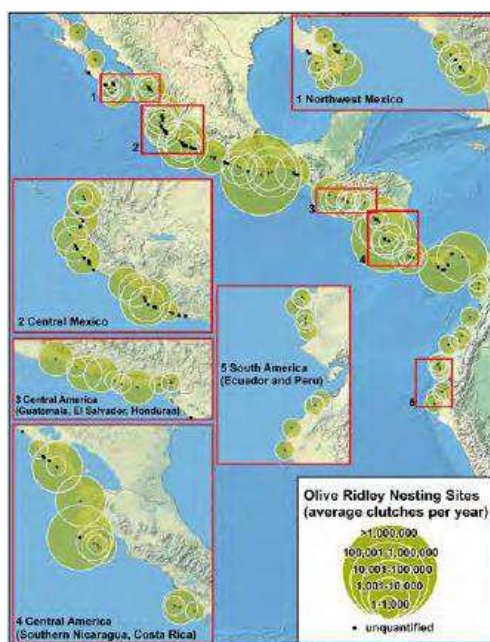 1 Northwest Mexico
1
2
3
4
2 Central Mexico
5 South America
(Ecuador and Peru)
3 Central America
(Guatemala, El Salvador, Honduras)
4 Central America
(Southern Nicaragua, Costa Rica)
Olive Ridley Nesting Sites
(average clutches per year)
>1,000,000
100,001-1,000,000
10,001-100,000
1,001-10,000
1-1,000
unquantified